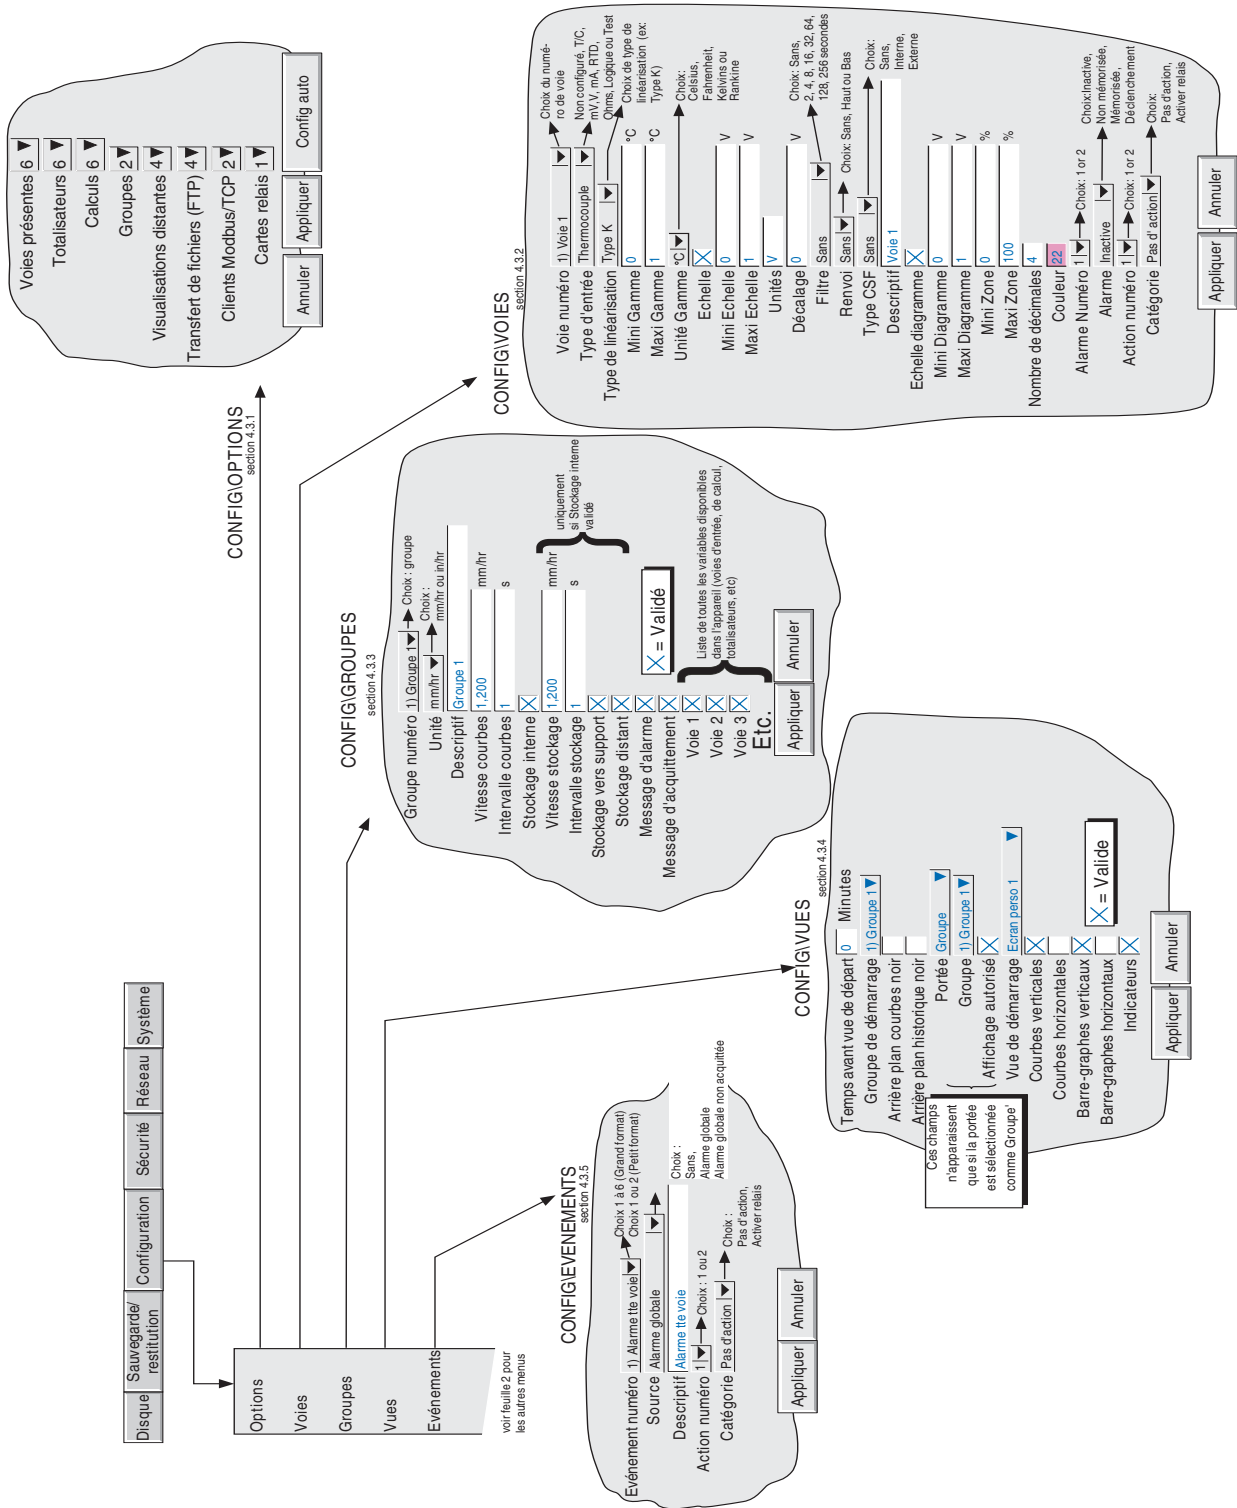 Disque
Sauvegarde/
restitution
Configuration
Sécurité
Réseau
Système
Options
Voies
Groupes
Vues
Evénements
voir feuille 2 pour
les autres menus
CONFIG\OPTIONS
section 4.3.1
Voies présentes 6
Totalisateurs 6
Calculs 6
Groupes 2
Visualisations distantes 4
Transfert de fichiers (FTP) 4
Clients Modbus/TCP 2
Cartes relais 1
Annuler
Appliquer
Config auto
CONFIG\VOIES
section 4.3.2
Voie numéro 1) Voie 1
Choix du numé-
ro de voie
Type d'entrée Thermocouple
Non configuré, T/C,
mV,V, mA, RTD,
Ohms, Logique ou Test
Type de linéarisation Type K
Choix de type de
linéarisation (ex:
Type K)
Mini Gamme 0 °C
Maxi Gamme 1 °C
Unité Gamme °C
Choix:
Celsius,
Fahrenheit,
Kelvins ou
Rankine
Echelle X
Mini Echelle 0 V
Maxi Echelle 1 V
Unités V
Décalage 0 V
Filtre Sans
Choix: Sans,
2, 4, 8, 16, 32, 64,
128, 256 secondes
Renvoi Sans
Choix: Sans, Haut ou Bas
Type CSF Sans
Choix:
Sans,
Interne,
Externe
Descriptif Voie 1
Echelle diagramme X
Mini Diagramme 0 V
Maxi Diagramme 1 V
Mini Zone 0 %
Maxi Zone 100 %
Nombre de décimales 4
Couleur 22
Alarme Numéro 1
Choix: 1 or 2
Alarme Inactive
Choix:Inactive,
Non mémorisée,
Mémorisée,
Déclenchement
Action numéro 1
Choix: 1 or 2
Catégorie Pas d' action
Choix:
Pas d'action,
Activer relais
Appliquer
Annuler
CONFIG\GROUPES
section 4.3.3
Groupe numéro 1) Groupe 1
Choix : groupe
Unité mm/hr
Choix :
mm/hr ou in/hr
Descriptif Groupe 1
Vitesse courbes 1,200 mm/hr
Intervalle courbes 1 s
Stockage interne X
Vitesse stockage 1,200 mm/hr
Intervalle stockage 1 s
uniquement
si Stockage interne
validé
Stockage vers support X
Stockage distant X
Message d'alarme X
Message d'acquittement X
X = Validé
Voie 1 X
Voie 2 X
Voie 3 X
Etc.
Liste de toutes les variables disponibles
dans l'appareil (voies d'entrée, de calcul,
totalisateurs, etc)
Appliquer
Annuler
CONFIG\VUES
section 4.3.4
Temps avant vue de départ 0 Minutes
Groupe de démarrage 1) Groupe 1
Arrière plan courbes noir
Arrière plan historique noir
Portée Groupe
Groupe 1) Groupe 1
Affichage autorisé X
Vue de démarrage Ecran perso 1
Courbes verticales X
Courbes horizontales
Barre-graphes verticaux X
Barre-graphes horizontaux
Indicateurs X
X = Valide
Ces champs
n'apparaissent
que si la portée
est sélectionnée
comme Groupe'
Appliquer
Annuler
CONFIG\EVENEMENTS
section 4.3.5
Evénement numéro 1) Alarme tte voie
Choix 1 à 6 (Grand format)
Choix 1 ou 2 (Petit format)
Source Alarme globale
Choix :
Sans,
Alarme globale
Alarme globale non acquittée
Descriptif Alarme tte voie
Action numéro 1
Choix : 1 ou 2
Catégorie Pas d'action
Choix :
Pas d'action,
Activer relais
Appliquer
Annuler